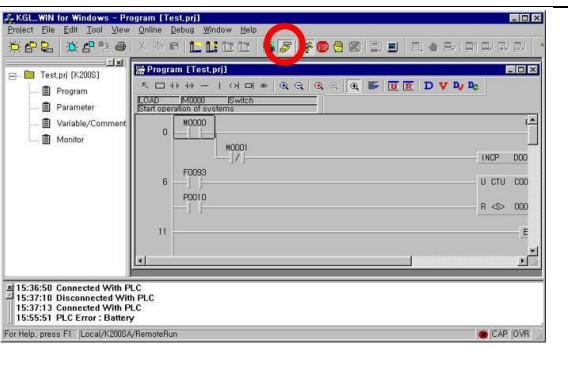 KGL_WIN for Windows - Program [Test.prj]
Project File Edit Tool View Online Debug Window Help
Test.prj [K200S]
Program
Parameter
Variable/Comment
Monitor
Program [Test.prj]
U R D V
LOAD M0000 Switch
Start operation of systems
M0000
0
M0001
INCP D00
F0093
6 U CTU C00
P0010
R <S> 000
11 E
15:36:50 Connected With PLC
15:37:10 Disconnected With PLC
15:37:13 Connected With PLC
15:55:51 PLC Error : Battery
For Help, press F1 Local/K200SA/RemoteRun CAP OVR